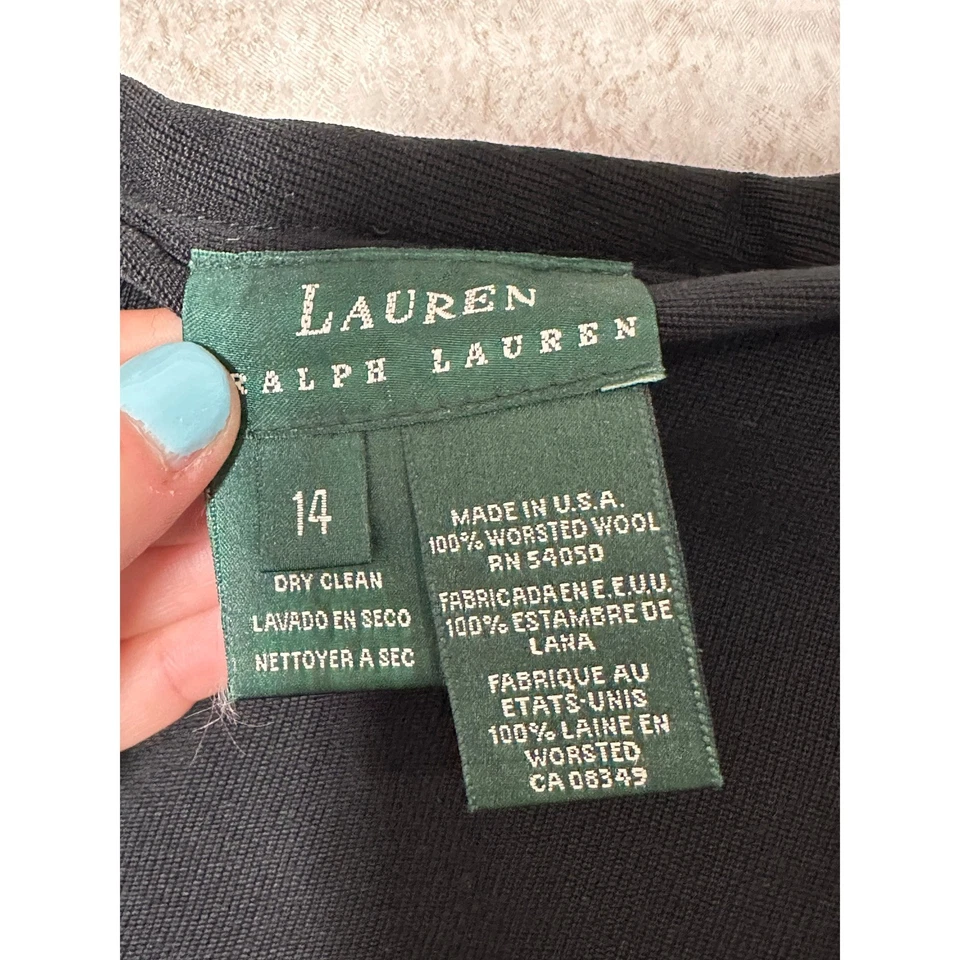 LAUREN
RALPH LAUREN
14
DRY CLEAN
LAVADO EN SECO
NETTOYER A SEC
MADE IN U.S.A.
100% WORSTED WOOL
RN 54050
FABRICADA EN E.E.U.U.
100% ESTAMBRE DE
LANA
FABRIQUE AU
ETATS-UNIS
100% LAINE EN
WORSTED
CA 08349